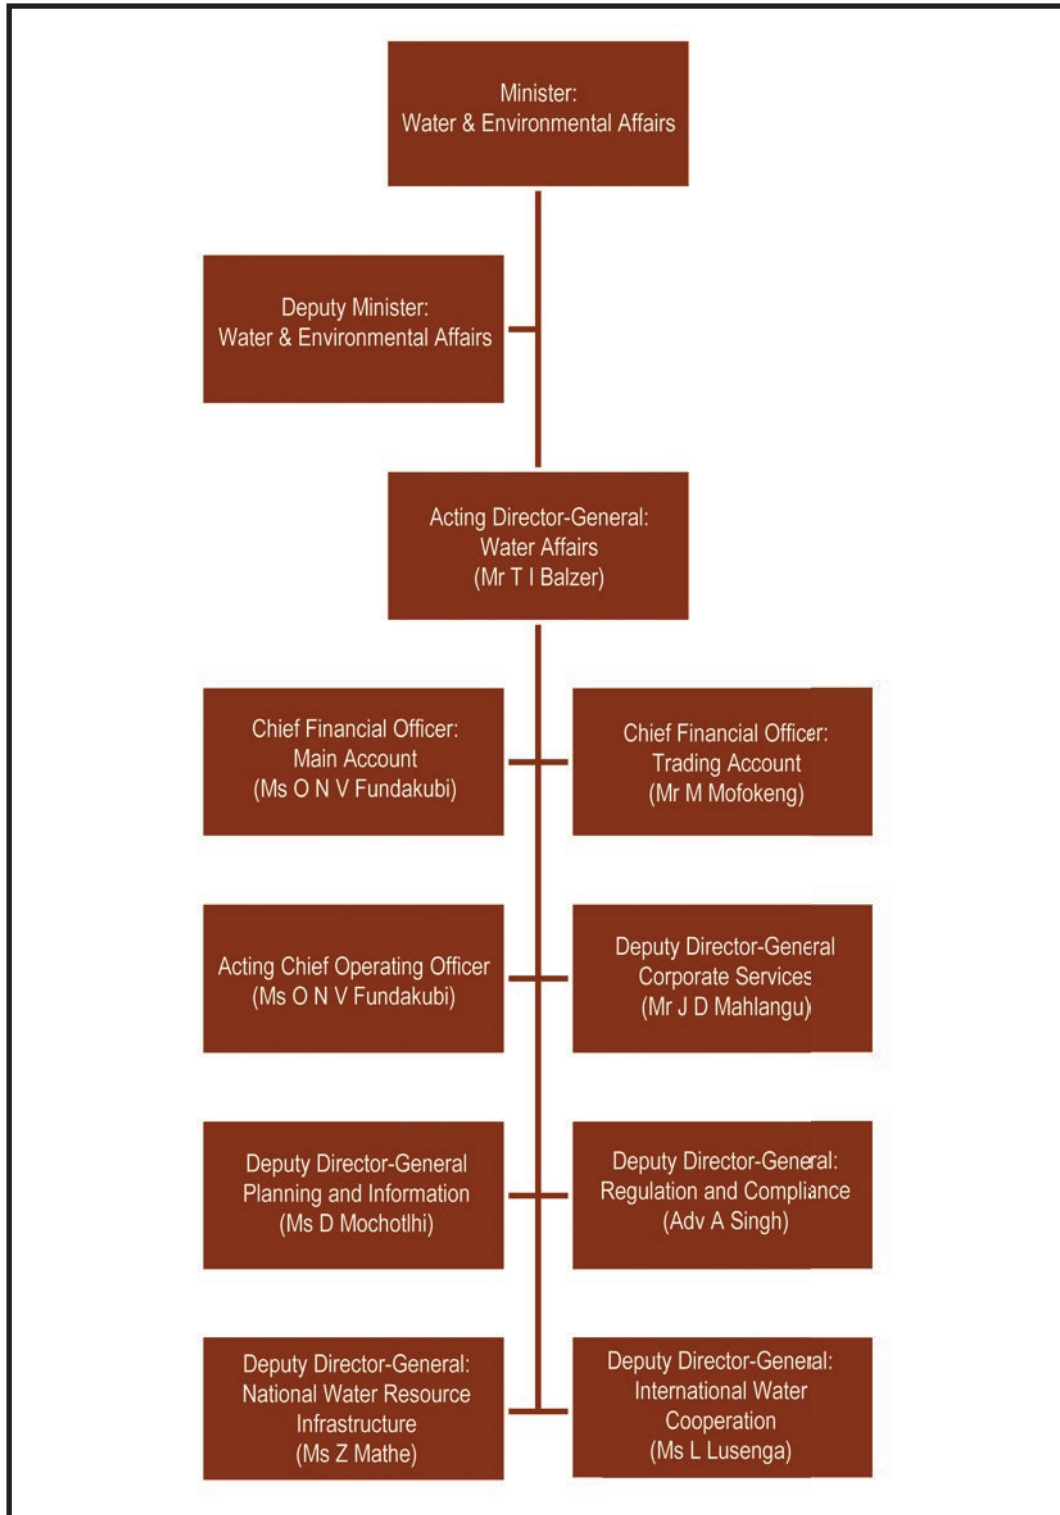 Minister:
Water & Environmental Affairs
Deputy Minister:
Water & Environmental Affairs
Acting Director-General:
Water Affairs
(Mr T I Balzer)
Chief Financial Officer:
Main Account
(Ms O N V Fundakubi)
Chief Financial Officer:
Trading Account
(Mr M Mofokeng)
Acting Chief Operating Officer
(Ms O N V Fundakubi)
Deputy Director-General
Corporate Services
(Mr J D Mahlangu)
Deputy Director-General
Planning and Information
(Ms D Mochotlhi)
Deputy Director-General:
Regulation and Compliance
(Adv A Singh)
Deputy Director-General:
National Water Resource
Infrastructure
(Ms Z Mathe)
Deputy Director-General:
International Water
Cooperation
(Ms L Lusenga)